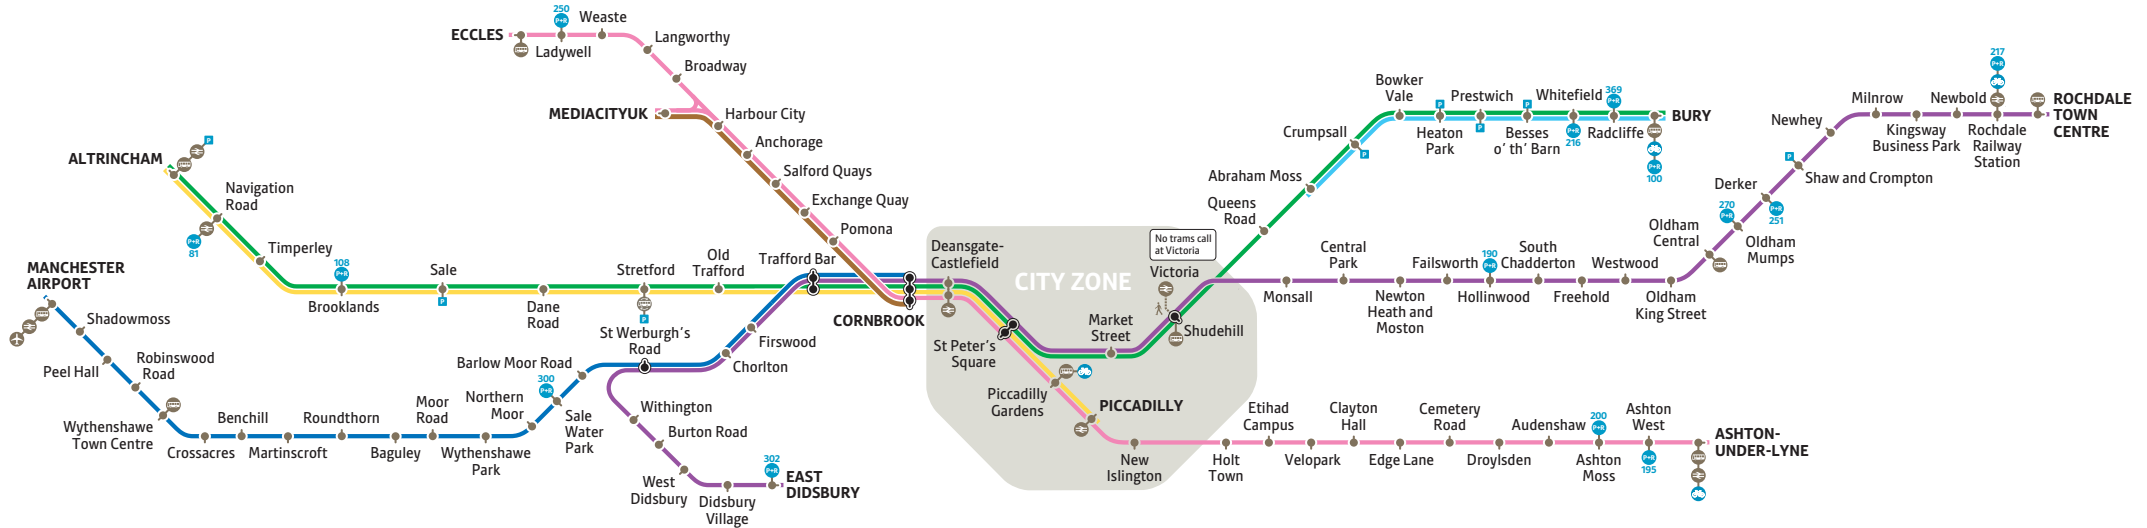 ECCLES
250
P+R
Weaste
Ladywell
Langworthy
Broadway
MEDIACITYUK
Harbour City
Anchorage
Salford Quays
Exchange Quay
Pomona
ALTRINCHAM
P
Navigation
Road
P+R
81
Timperley
108
P+R
Brooklands
Sale
P
Dane
Road
Stretford
P
Old
Trafford
Trafford Bar
CORNBROOK
MANCHESTER
AIRPORT
Shadowmoss
Peel Hall
Robinswood
Road
Wythenshawe
Town Centre
Crossacres
Benchill
Martinscroft
Roundthorn
Baguley
Moor
Road
Wythenshawe
Park
Northern
Moor
300
P+R
Sale
Water
Park
Barlow Moor Road
St Werburgh's
Road
Chorlton
Firswood
Withington
Burton Road
West
Didsbury
Didsbury
Village
302
P+R
EAST
DIDSBURY
CITY ZONE
Deansgate-
Castlefield
St Peter's
Square
Piccadilly
Gardens
PICCADILLY
Market
Street
Shudehill
Victoria
No trams call
at Victoria
New
Islington
Holt
Town
Etihad
Campus
Velopark
Clayton
Hall
Edge Lane
Cemetery
Road
Droylsden
Audenshaw
200
P+R
Ashton
Moss
Ashton
West
P+R
195
ASHTON-
UNDER-LYNE
Queens
Road
Abraham Moss
Crumpsall
P
Bowker
Vale
P
Heaton
Park
Prestwich
P
P
Besses
o' th' Barn
Whitefield
P+R
216
369
P+R
Radcliffe
BURY
P+R
100
Monsall
Central
Park
Newton
Heath and
Moston
Failsworth
190
P+R
Hollinwood
South
Chadderton
Freehold
Westwood
Oldham
King Street
Oldham
Central
270
P+R
Oldham
Mumps
Derker
P+R
251
P
Shaw and Crompton
Newhey
Milnrow
Kingsway
Business Park
Newbold
217
P+R
Rochdale
Railway
Station
ROCHDALE
TOWN
CENTRE